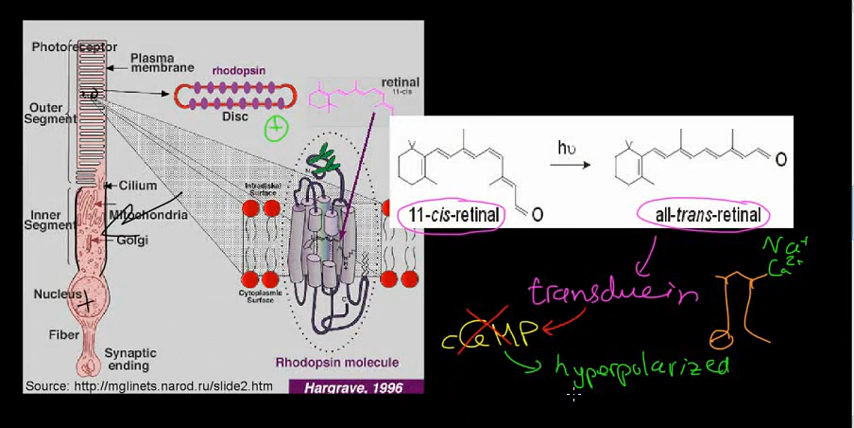 Photoreceptor
Plasma
membrane
Outer
Segment
Cilium
Inner
Segment
Mitochondria
Golgi
Nucleus
Fiber
Synaptic
ending
Source: http://mglinets.narod.ru/slide2.htm
rhodopsin
Disc
retinal
11-cis
Intradiskal
Surface
Cytoplasmic
Surface
Rhodopsin molecule
Hargrave, 1996
11-cis-retinal
O
hυ
all-trans-retinal
O
Na+
Ca2+
transducin
cGMP
hyperpolarized